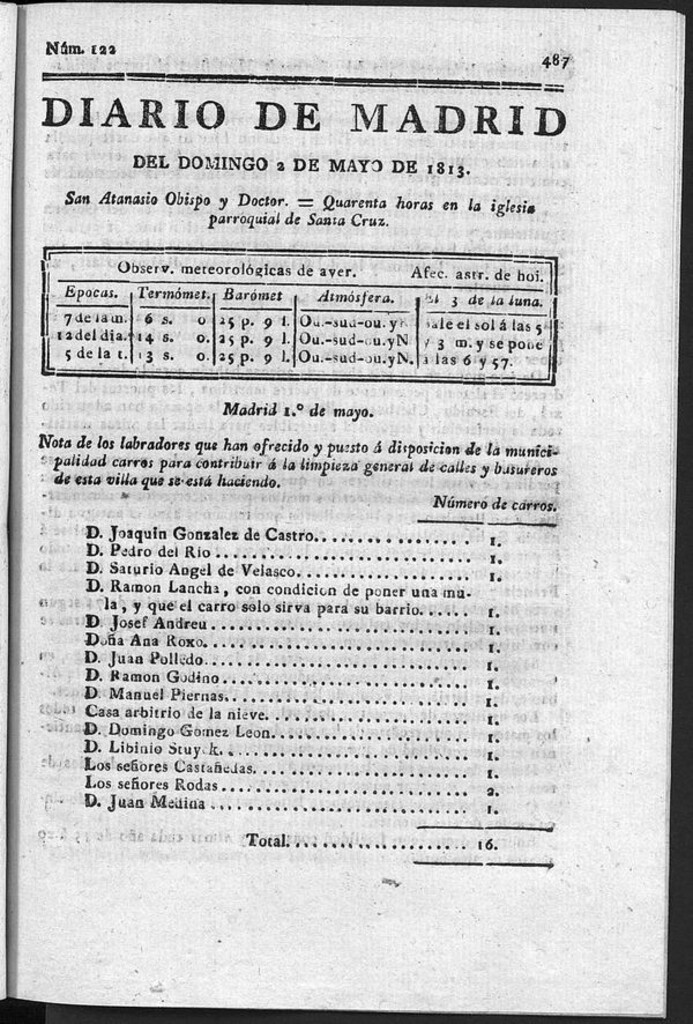 Núm. 122
487
DIARIO DE MADRID
DEL DOMINGO 2 DE MAYO DE 1813.
San Atanasio Obispo y Doctor. = Quarenta horas en la iglesia
parroquial de Santa Cruz.
Observ. meteorológicas de ayer. Afec. astr. de hoi.
Epocas. Termómet. Barómet Atmósfera. El 3 de la luna.
7 de la m. 6 s. 0 25 p. 9 l. Ou.-sud-ou. y sale el sol á las 5
12 del dia. 14 s. 0. 25 p. 9 l. Ou.-sud-ou. y N y 3 m. y se pone
5 de la t. 13 s. 0. 25 p. 9 l. Ou.-sud-ou. y N. á las 6 y 57.
Madrid 1.º de mayo.
Nota de los labradores que han ofrecido y puesto á disposicion de la munici-
palidad carros para contribuir á la limpieza general de calles y basureros
de esta villa que se está haciendo.
Número de carros.
D. Joaquin Gonzalez de Castro................ 1.
D. Pedro del Rio........................ 1.
D. Saturio Angel de Velasco.................. 1.
D. Ramon Lancha, con condicion de poner una mu-
la, y que el carro solo sirva para su barrio...... 1.
D. Josef Andreu......................... 1.
Doña Ana Roxo.......................... 1.
D. Juan Polledo......................... 1.
D. Ramon Godino........................ 1.
D. Manuel Piernas....................... 1.
Casa arbitrio de la nieve.................... 1.
D. Domingo Gomez Leon................... 1.
D. Libinio Stuyck....................... 1.
Los señores Castañedas.................... 1.
Los señores Rodas....................... 2.
D. Juan Medina......................... 1.
Total.................. 16.